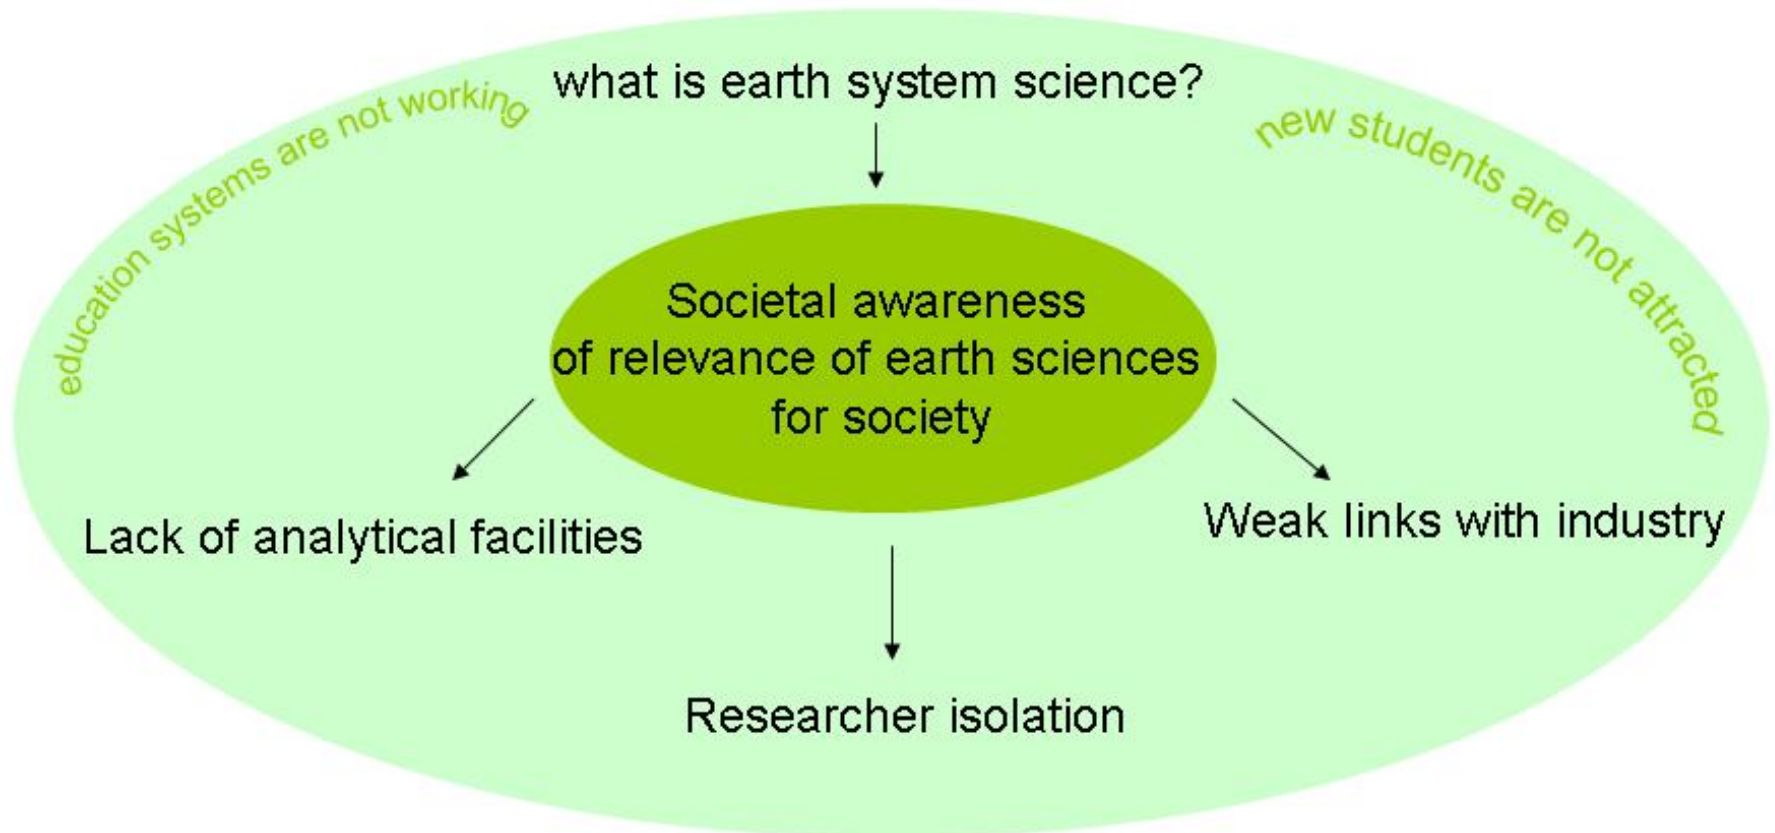 what is earth system science?
education systems are not working
new students are not attracted
Societal awareness
of relevance of earth sciences
for society
Lack of analytical facilities
Weak links with industry
Researcher isolation